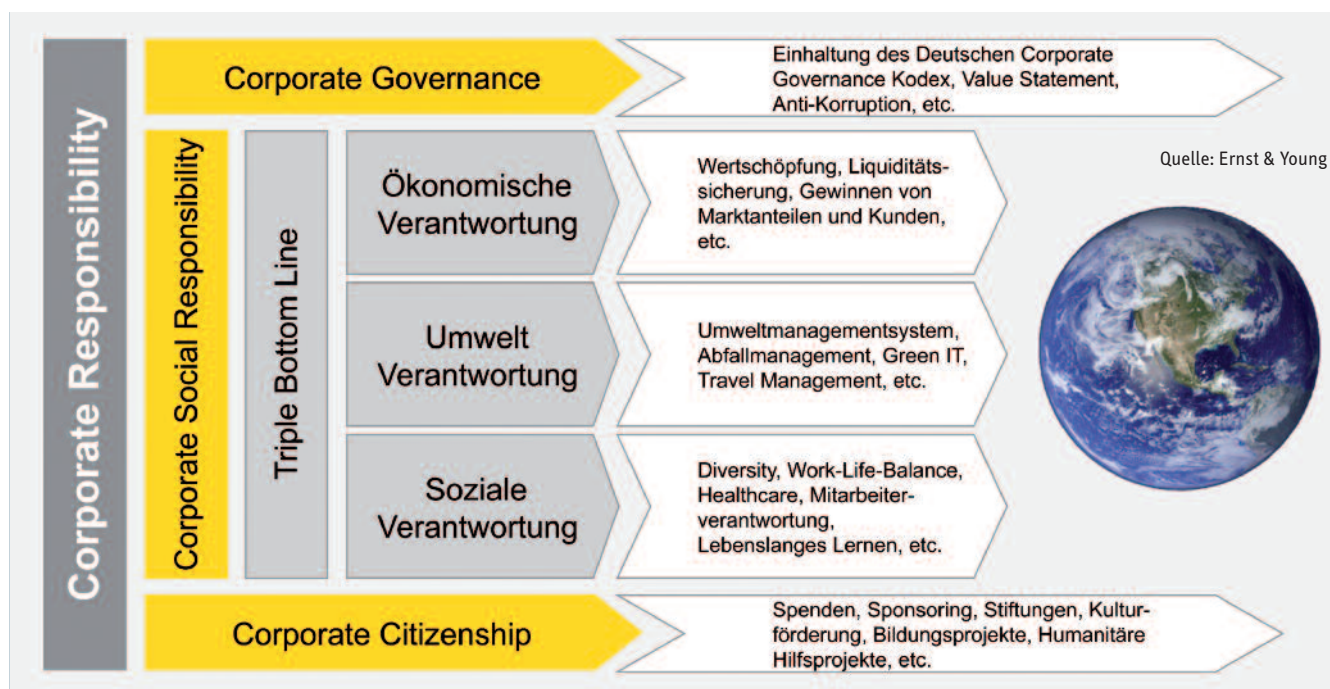 Corporate Responsibility
Corporate Governance
Einhaltung des Deutschen Corporate
Governance Kodex, Value Statement,
Anti-Korruption, etc.
Quelle: Ernst & Young
Corporate Social Responsibility
Triple Bottom Line
Ökonomische
Verantwortung
Wertschöpfung, Liquiditäts-
sicherung, Gewinnen von
Marktanteilen und Kunden,
etc.
Umwelt
Verantwortung
Umweltmanagementsystem,
Abfallmanagement, Green IT,
Travel Management, etc.
Soziale
Verantwortung
Diversity, Work-Life-Balance,
Healthcare, Mitarbeiter-
verantwortung,
Lebenslanges Lernen, etc.
Corporate Citizenship
Spenden, Sponsoring, Stiftungen, Kultur-
förderung, Bildungsprojekte, Humanitäre
Hilfsprojekte, etc.